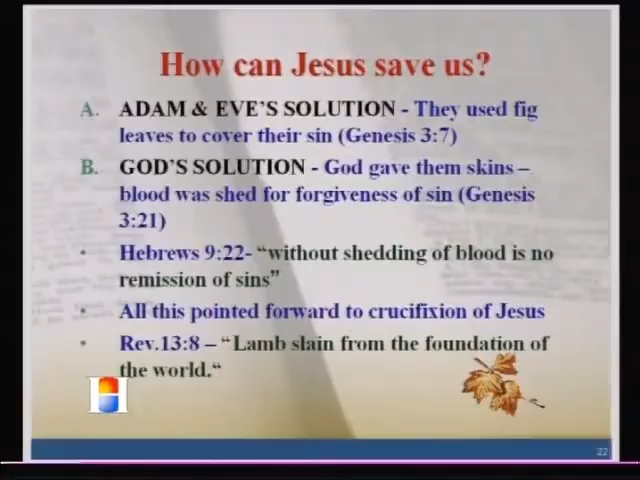 How can Jesus save us?
A. ADAM & EVE'S SOLUTION - They used fig
leaves to cover their sin (Genesis 3:7)
B. GOD'S SOLUTION - God gave them skins –
blood was shed for forgiveness of sin (Genesis
3:21)
• Hebrews 9:22- “without shedding of blood is no
remission of sins”
• All this pointed forward to crucifixion of Jesus
• Rev.13:8 – “Lamb slain from the foundation of
the world.“
H
22